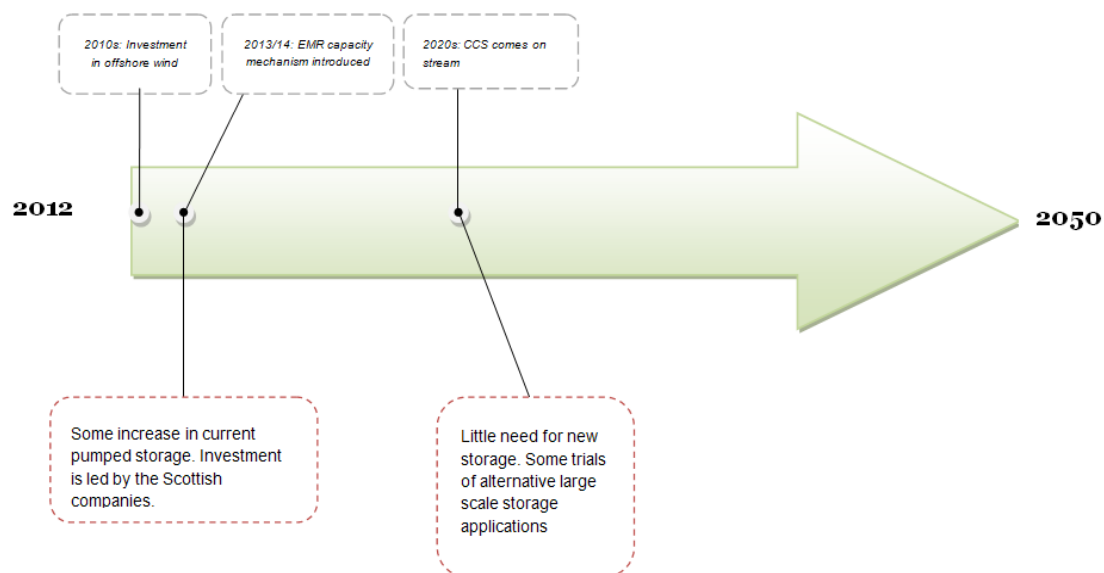 2010s: Investment
in offshore wind
2013/14: EMR capacity
mechanism introduced
2020s: CCS comes on
stream
2012
2050
Some increase in current
pumped storage. Investment
is led by the Scottish
companies.
Little need for new
storage. Some trials
of alternative large
scale storage
applications